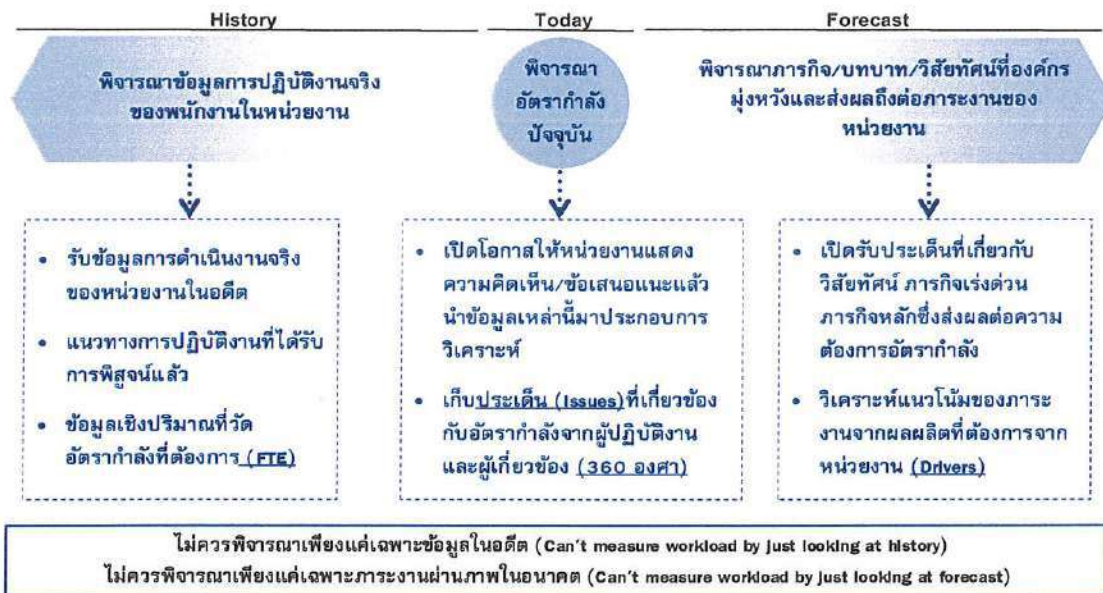 History
Today
Forecast
พิจารณาข้อมูลการปฏิบัติงานจริง
ของพนักงานในหน่วยงาน
พิจารณา
อัตรากำลัง
ปัจจุบัน
พิจารณาภารกิจ/บทบาท/วิสัยทัศน์ที่องค์กร
มุ่งหวังและส่งผลถึงต่อภาระงานของ
หน่วยงาน
• รับข้อมูลการดำเนินงานจริง
ของหน่วยงานในอดีต
• แนวทางการปฏิบัติงานที่ได้รับ
การพิสูจน์แล้ว
• ข้อมูลเชิงปริมาณที่วัด
อัตรากำลังที่ต้องการ (FTE)
• เปิดโอกาสให้หน่วยงานแสดง
ความคิดเห็น/ข้อเสนอแนะแล้ว
นำข้อมูลเหล่านี้มาประกอบการ
วิเคราะห์
• เก็บประเด็น (Issues)ที่เกี่ยวข้อง
กับอัตรากำลังจากผู้ปฏิบัติงาน
และผู้เกี่ยวข้อง (360 องศา)
• เปิดรับประเด็นที่เกี่ยวกับ
วิสัยทัศน์ ภารกิจเร่งด่วน
ภารกิจหลักซึ่งส่งผลต่อความ
ต้องการอัตรากำลัง
• วิเคราะห์แนวโน้มของภาระ
งานจากผลผลิตที่ต้องการจาก
หน่วยงาน (Drivers)
ไม่ควรพิจารณาเพียงแค่เฉพาะข้อมูลในอดีต (Can't measure workload by just looking at history)
ไม่ควรพิจารณาเพียงแค่เฉพาะภาระงานผ่านภาพในอนาคต (Can't measure workload by just looking at forecast)